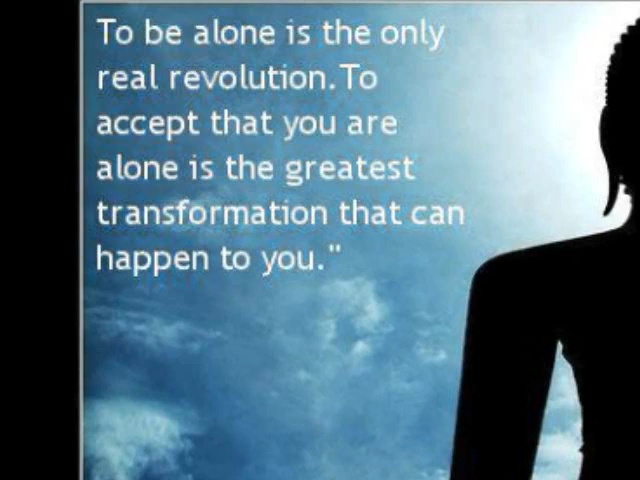 To be alone is the only
real revolution.To
accept that you are
alone is the greatest
transformation that can
happen to you."